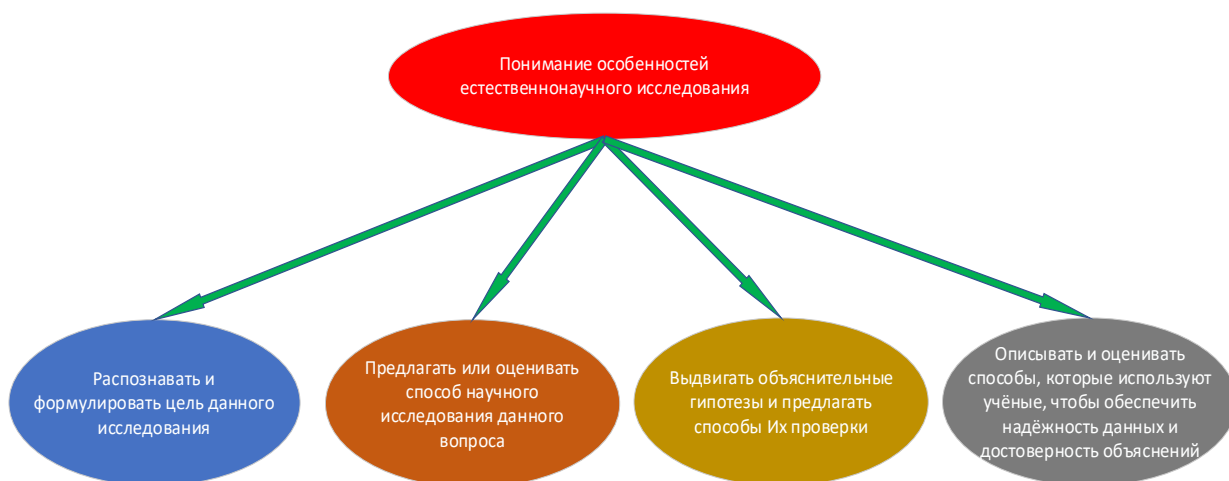 Понимание особенностей
естественнонаучного исследования
Распознавать и
формулировать цель данного
исследования
Предлагать или оценивать
способ научного
исследования данного
вопроса
Выдвигать объяснительные
гипотезы и предлагать
способы Их проверки
Описывать и оценивать
способы, которые используют
учёные, чтобы обеспечить
надёжность данных и
достоверность объяснений